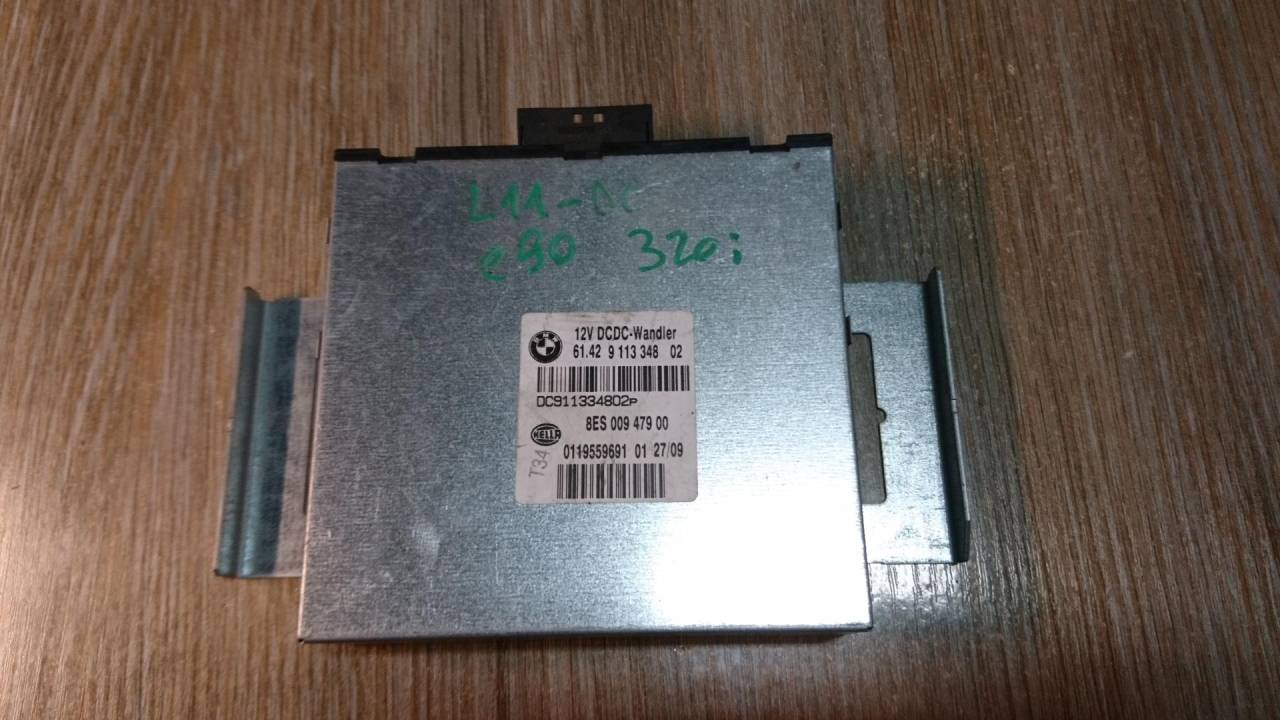 L11-DC
e90 320i
12V DCDC-Wandler
61.42 9 113 348 02
DC911334802P
8ES 009 479 00
HELLA
0119559691 01 27/09
T34